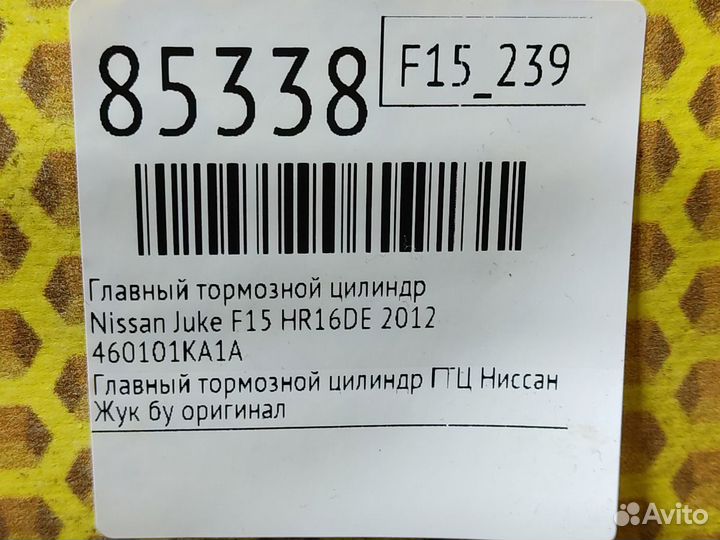 85338
F15_239
Главный тормозной цилиндр
Nissan Juke F15 HR16DE 2012
460101KA1A
Главный тормозной цилиндр ГТЦ Ниссан
Жук бу оригинал
Avito